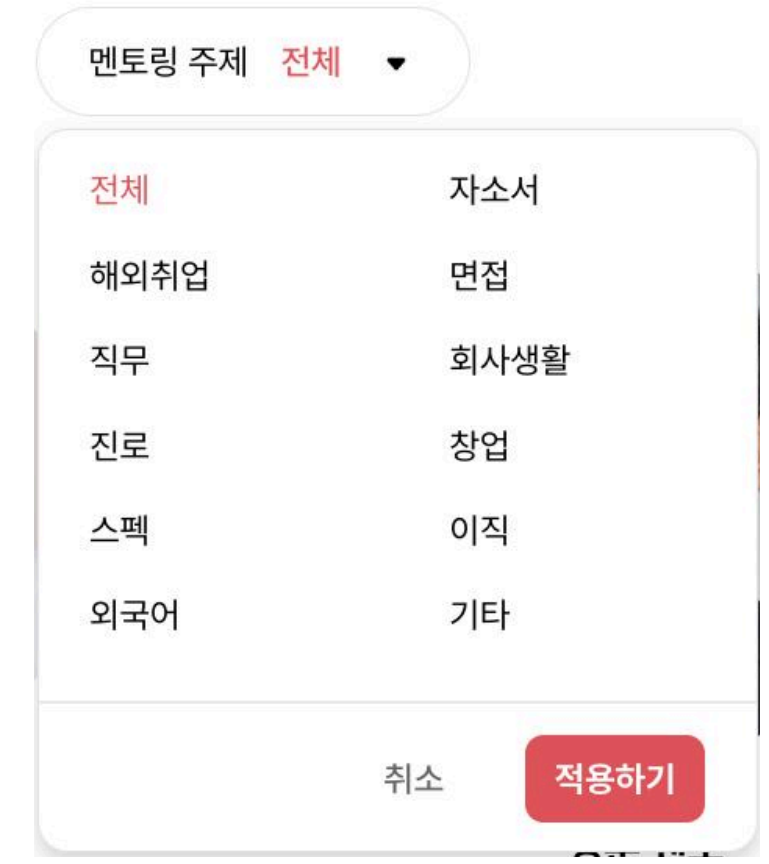 멘토링 주제 전체
전체 자소서
해외취업 면접
직무 회사생활
진로 창업
스펙 이직
외국어 기타
취소 적용하기